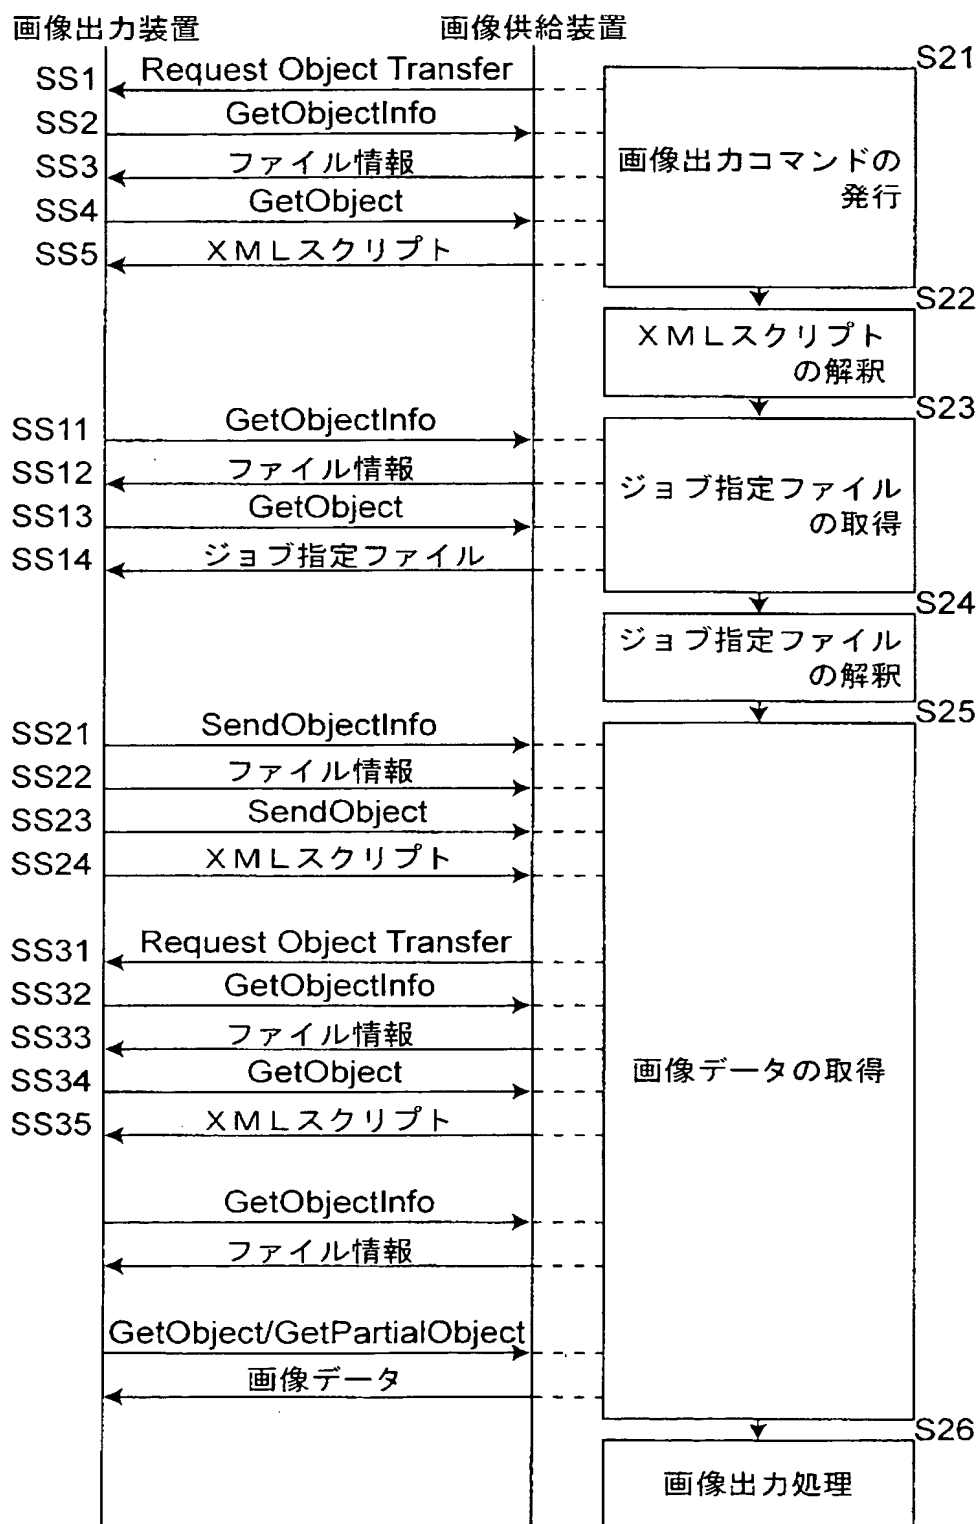 画像出力装置
画像供給装置
S21
SS1
Request Object Transfer
SS2
GetObjectInfo
SS3
ファイル情報
SS4
GetObject
SS5
ＸＭＬスクリプト
画像出力コマンドの
発行
S22
ＸＭＬスクリプト
の解釈
S23
SS11
GetObjectInfo
SS12
ファイル情報
SS13
GetObject
SS14
ジョブ指定ファイル
ジョブ指定ファイル
の取得
S24
ジョブ指定ファイル
の解釈
S25
SS21
SendObjectInfo
SS22
ファイル情報
SS23
SendObject
SS24
ＸＭＬスクリプト
SS31
Request Object Transfer
SS32
GetObjectInfo
SS33
ファイル情報
SS34
GetObject
SS35
ＸＭＬスクリプト
画像データの取得
GetObjectInfo
ファイル情報
GetObject/GetPartialObject
画像データ
S26
画像出力処理